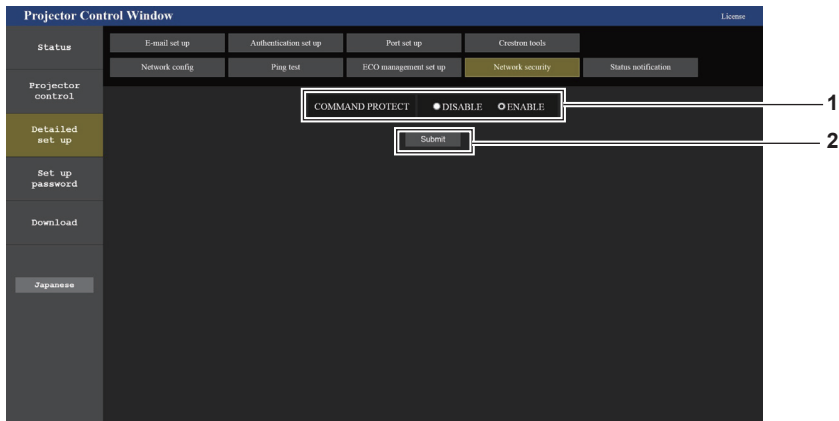 Projector Control Window
License
Status
E-mail set up
Authentication set up
Port set up
Crestron tools
Network config
Ping test
ECO management set up
Network security
Status notification
Projector
control
Detailed
set up
Set up
password
Download
Japanese
COMMAND PROTECT DISABLE ENABLE
1
Submit
2